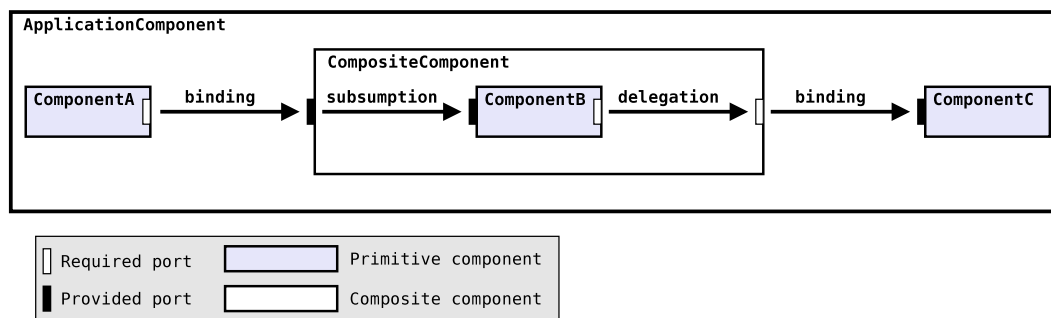 ApplicationComponent
CompositeComponent
ComponentA
binding
subsumption
ComponentB
delegation
binding
ComponentC
Required port
Primitive component
Provided port
Composite component